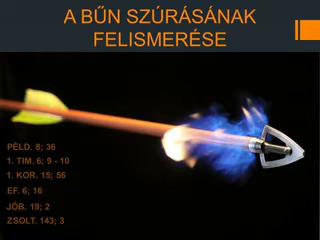 A BŰN SZÚRÁSÁNAK
FELISMERÉSE
PÉLD. 8; 36
1. TIM. 6; 9 - 10
1. KOR. 15; 56
EF. 6; 16
JÓB. 19; 2
ZSOLT. 143; 3